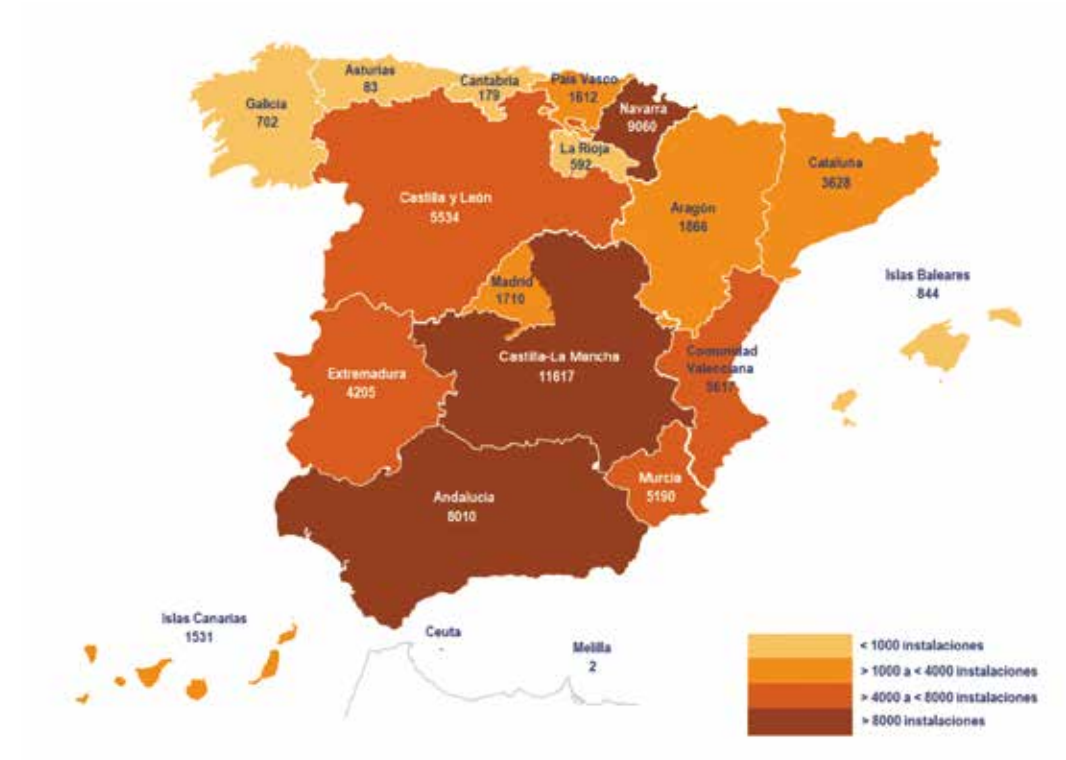 Asturias
83
Cantabria
179
País Vasco
1612
Navarra
9060
Galicia
702
La Rioja
592
Cataluña
3628
Castilla y León
5534
Aragón
1866
Islas Baleares
844
Madrid
1710
Castilla-La Mancha
11617
Comunidad
Valenciana
Extremadura
4205
Murcia
5190
Andalucía
8010
Islas Canarias
1531
Ceuta
Melilla
2
< 1000 instalaciones
> 1000 a < 4000 instalaciones
> 4000 a < 8000 instalaciones
> 8000 instalaciones